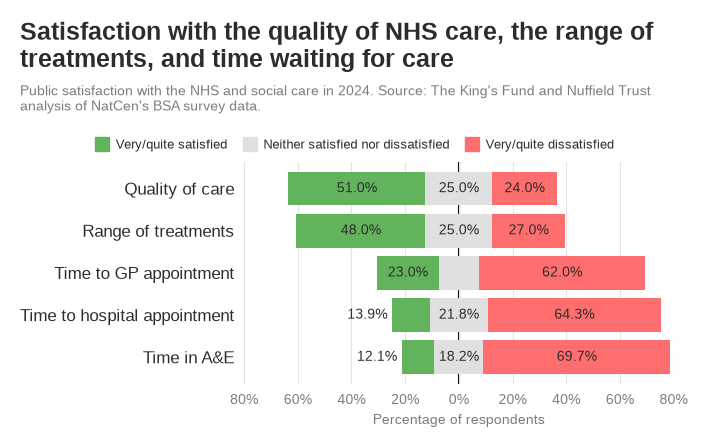 Satisfaction with the quality of NHS care, the range of
treatments, and time waiting for care
Public satisfaction with the NHS and social care in 2024. Source: The King's Fund and Nuffield Trust
analysis of NatCen's BSA survey data.
Very/quite satisfied Neither satisfied nor dissatisfied Very/quite dissatisfied
Quality of care 51.0% 25.0% 24.0%
Range of treatments 48.0% 25.0% 27.0%
Time to GP appointment 23.0% 62.0%
Time to hospital appointment 13.9% 21.8% 64.3%
Time in A&E 12.1% 18.2% 69.7%
80% 60% 40% 20% 0% 20% 40% 60% 80%
Percentage of respondents